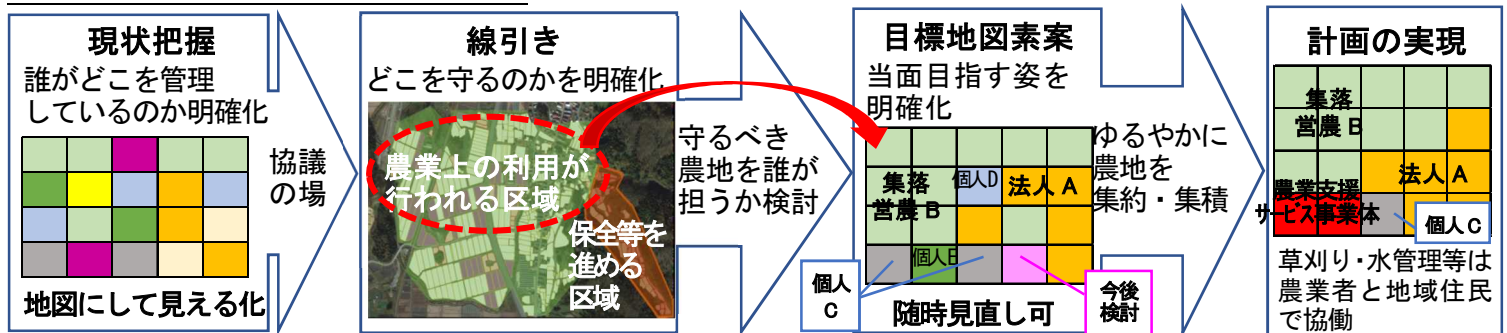 現状把握
誰がどこを管理
しているのか明確化
地図にして見える化
協議
の場
線引き
どこを守るのかを明確化
農業上の利用が
行われる区域
保全等を
進める
区域
守るべき
農地を誰が
担うか検討
目標地図素案
当面目指す姿を
明確化
集落
営農B
個人D
法人A
個人E
個人
C
今後
検討
随時見直し可
ゆるやかに
農地を
集約・集積
計画の実現
集落
営農B
法人A
農業支援
サービス事業体
個人C
草刈り・水管理等は
農業者と地域住民
で協働